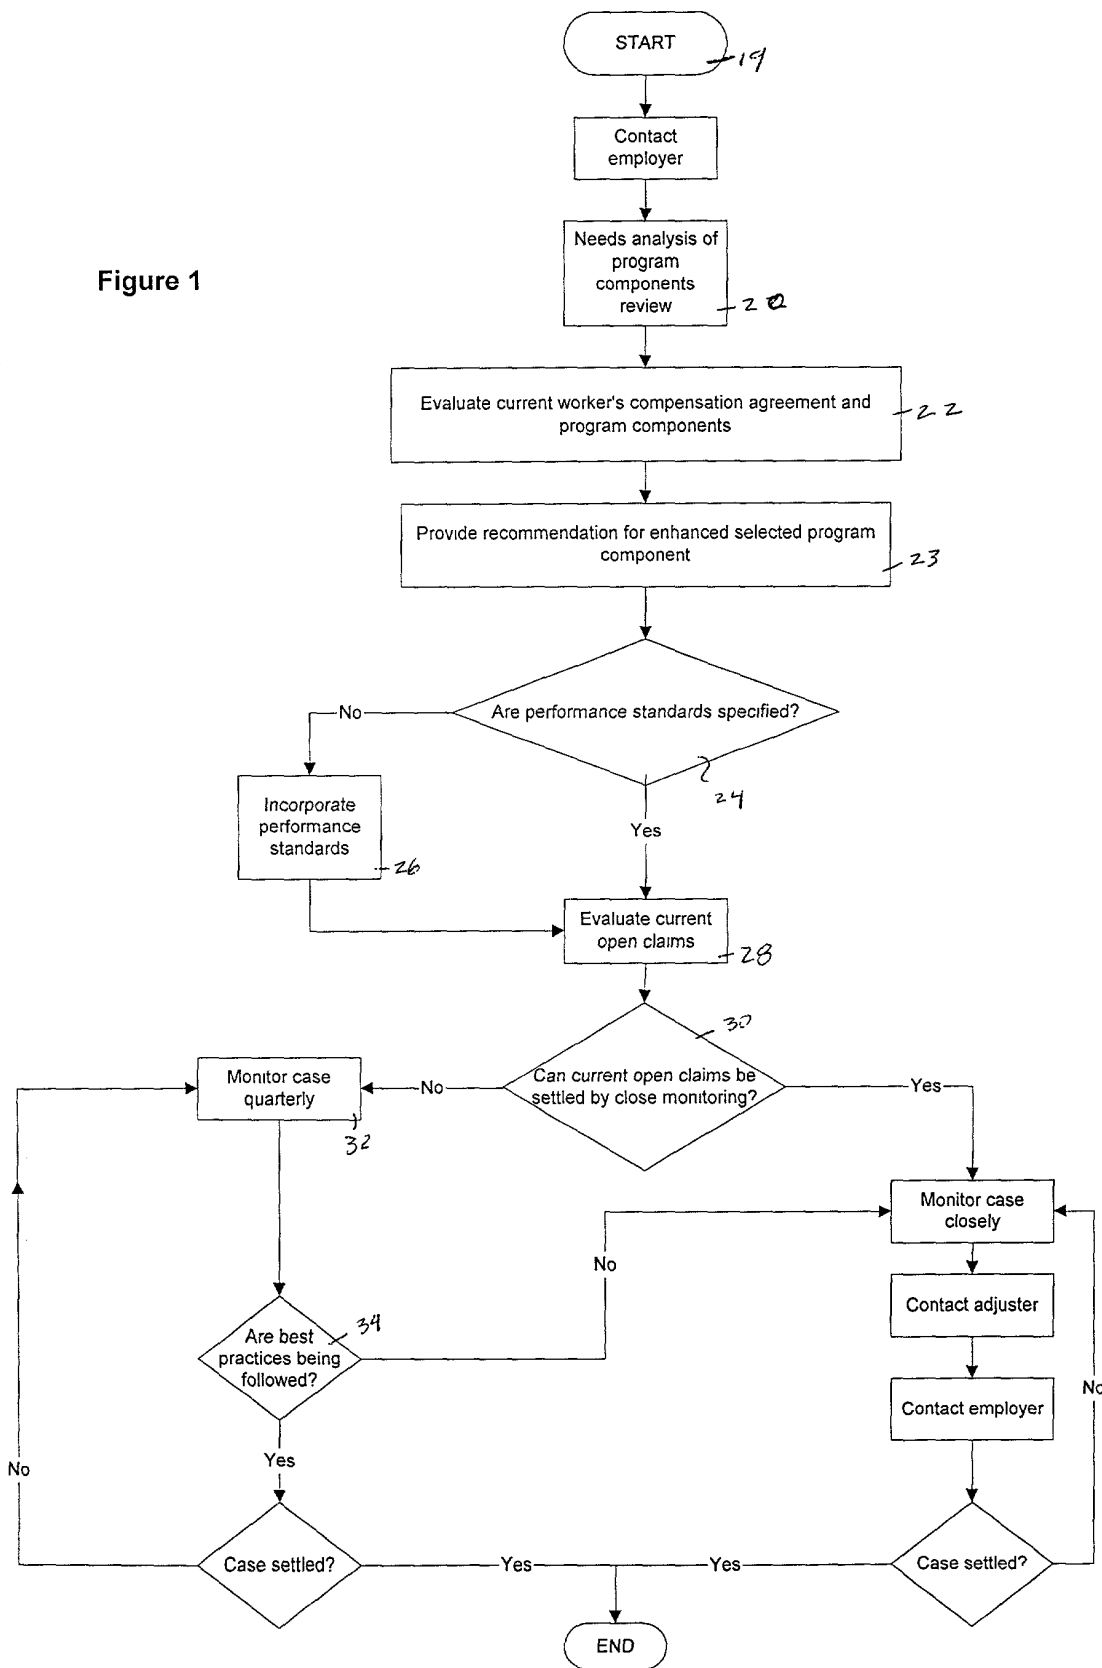 START
19
Contact
employer
Needs analysis of
program
components
review
20
Figure 1
Evaluate current worker's compensation agreement and
program components
22
Provide recommendation for enhanced selected program
component
23
Are performance standards specified?
24
No
Yes
Incorporate
performance
standards
26
Evaluate current
open claims
28
30
Can current open claims be
settled by close monitoring?
No
Yes
Monitor case
quarterly
32
Monitor case
closely
No
Contact adjuster
Are best
practices being
followed?
34
Contact employer
No
Yes
No
Case settled?
Yes
Yes
Case settled?
END